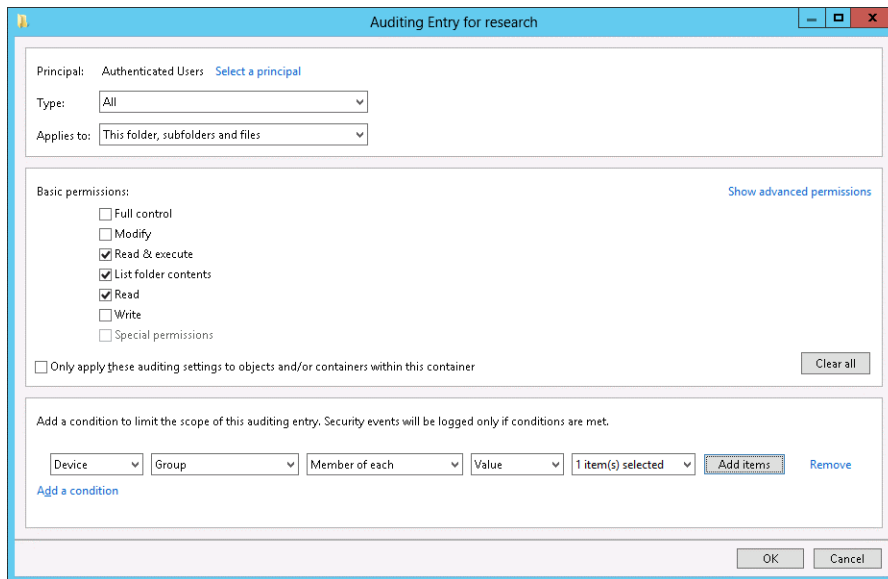 Auditing Entry for research
Principal: Authenticated Users Select a principal
Type: All
Applies to: This folder, subfolders and files
Basic permissions: Show advanced permissions
Full control
Modify
Read & execute
List folder contents
Read
Write
Special permissions
Only apply these auditing settings to objects and/or containers within this container Clear all
Add a condition to limit the scope of this auditing entry. Security events will be logged only if conditions are met.
Device Group Member of each Value 1 item(s) selected Add items Remove
Add a condition
OK Cancel